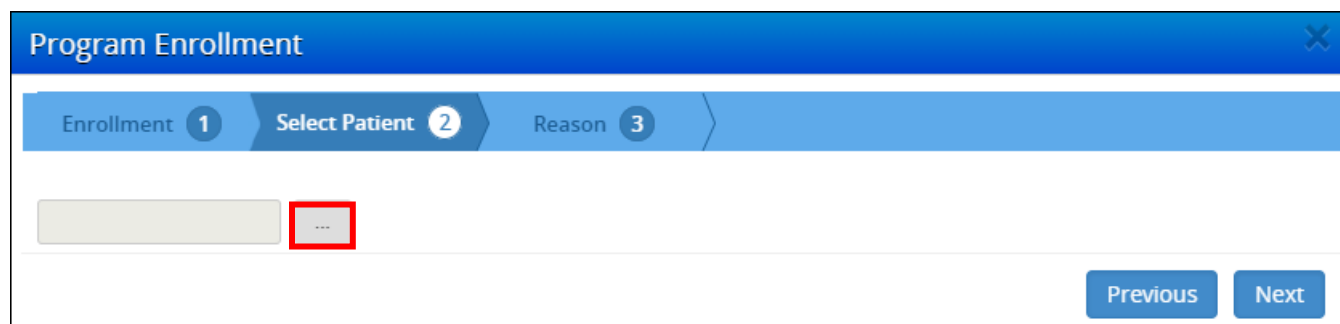 Program Enrollment
Enrollment 1 Select Patient 2 Reason 3
...
Previous Next